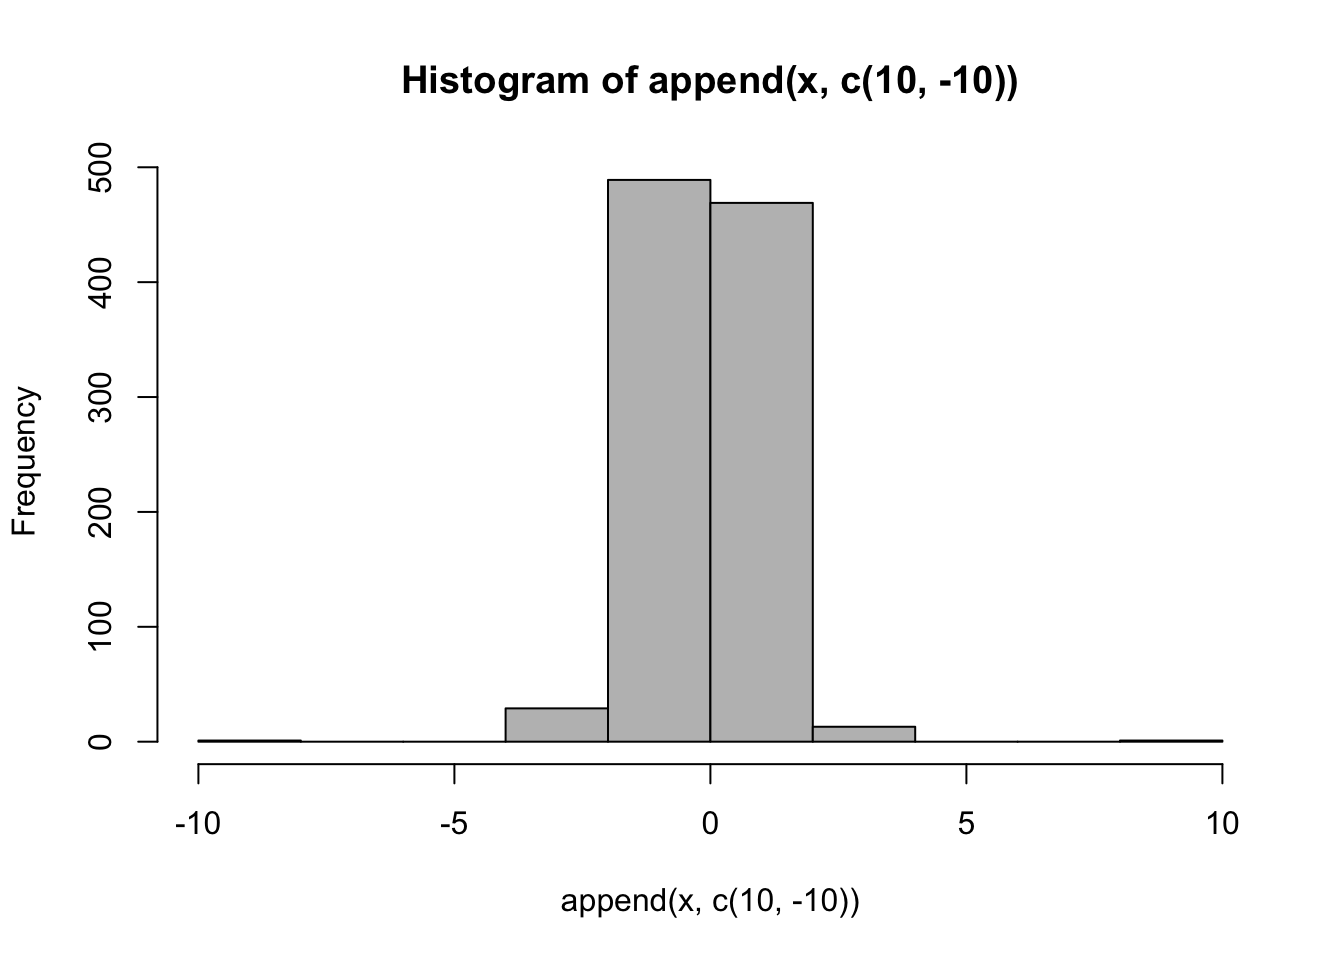 Histogram of append(x, c(10, -10))
500
400
300
200
100
0
Frequency
-10 -5 0 5 10
append(x, c(10, -10))